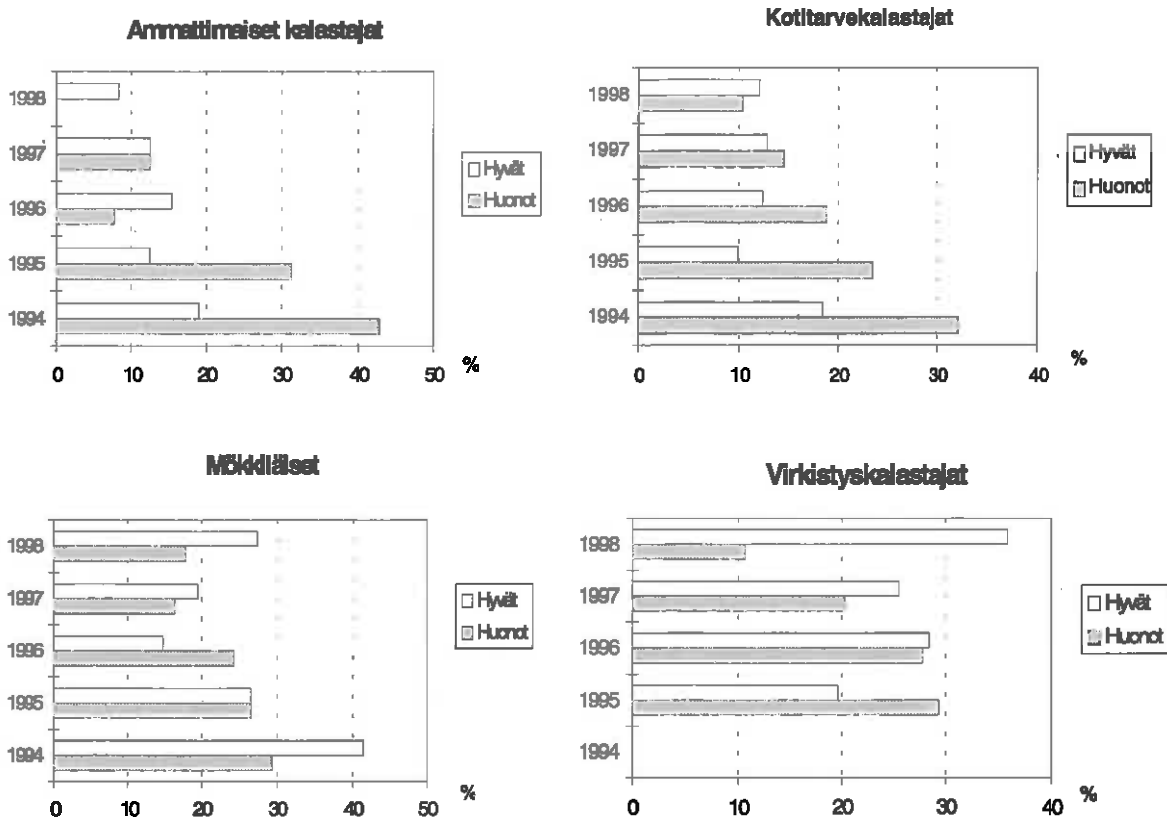 Ammattimaiset kalastajat
1998
1997
1996
1995
1994
0 10 20 30 40 50 %
Hyvät
Huonot
Kotitarvekalastajat
1998
1997
1996
1995
1994
0 10 20 30 40 %
Hyvät
Huonot
Mökkiläiset
1998
1997
1996
1995
1994
0 10 20 30 40 50 %
Hyvät
Huonot
Virkistyskalastajat
1998
1997
1996
1995
1994
0 10 20 30 40 %
Hyvät
Huonot